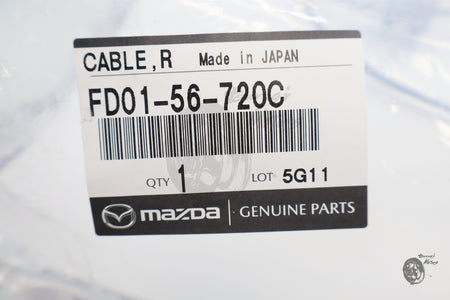 CABLE,R Made in JAPAN
FD01-56-720C
QTY 1 LOT 5G11
mazda GENUINE PARTS